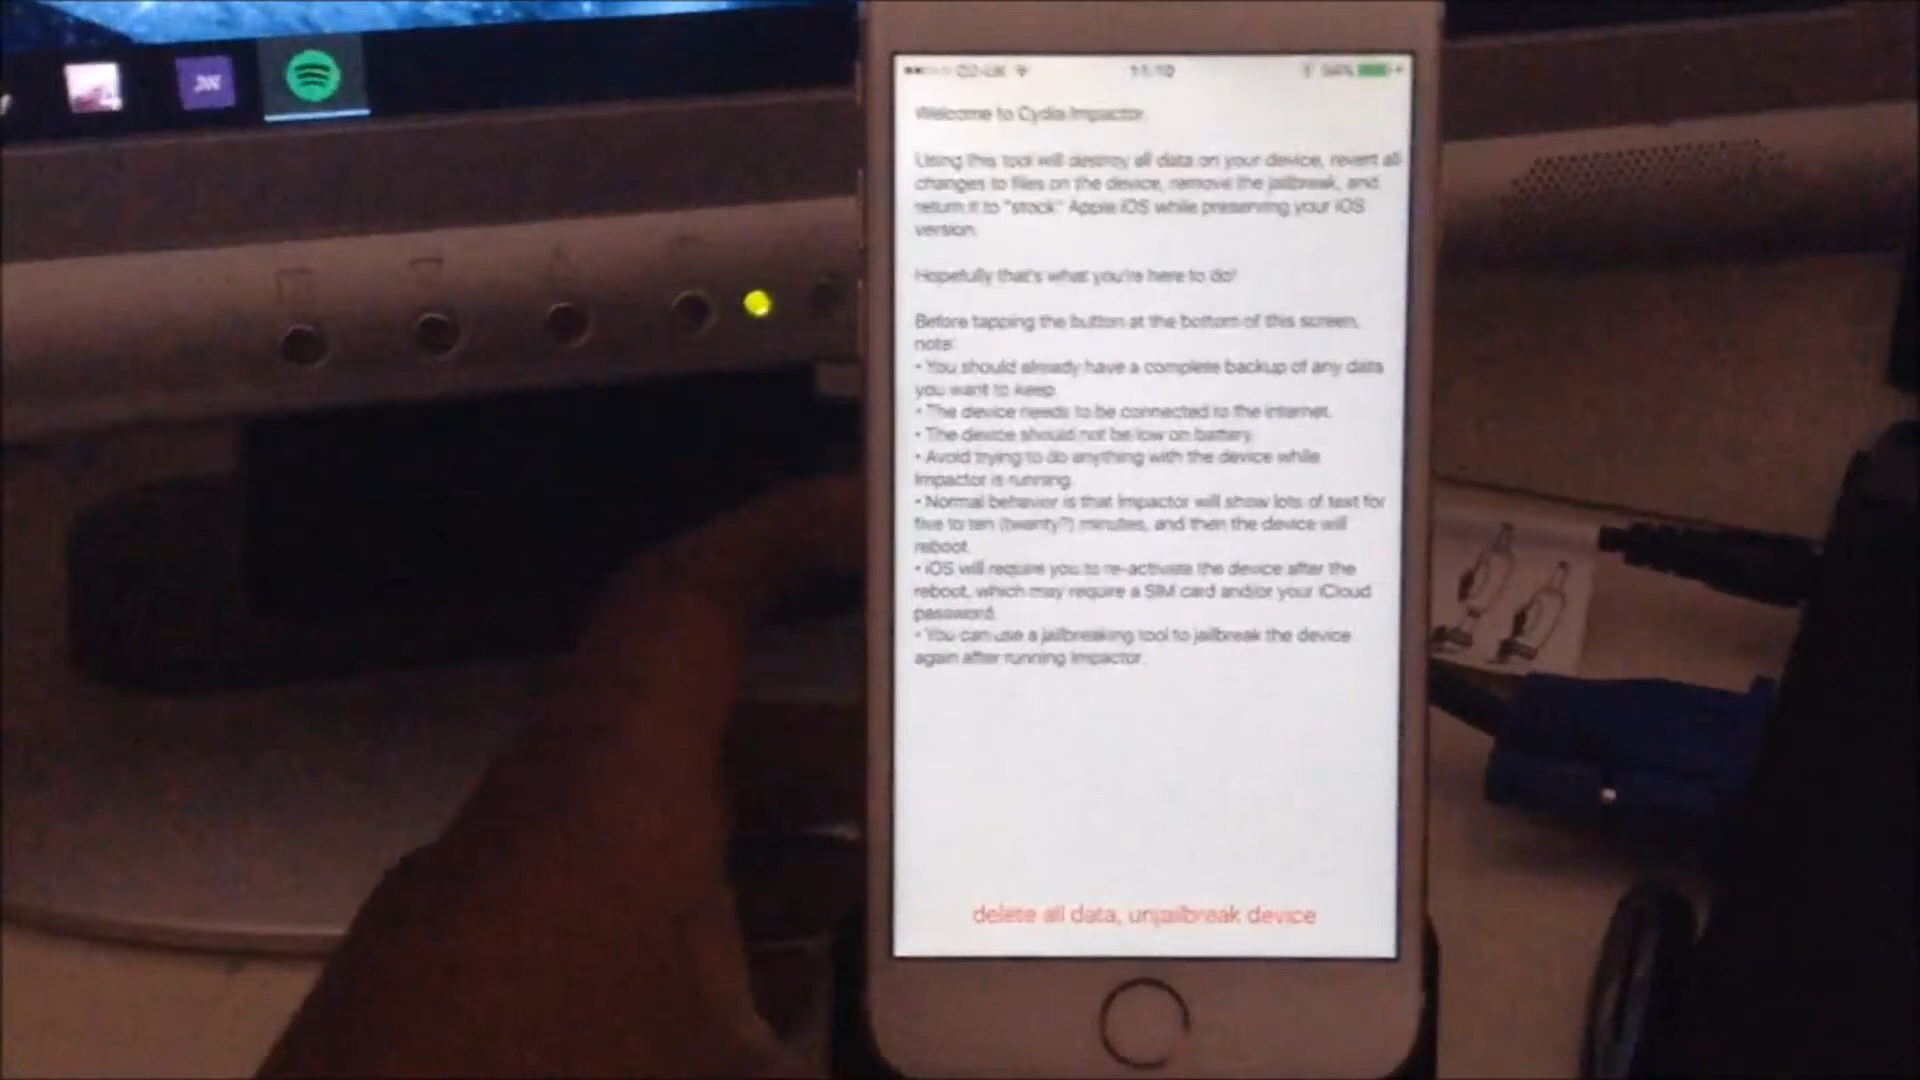 O2-UK 11:10 94%
Welcome to Cydia Impactor.
Using this tool will destroy all data on your device, revert all
changes to files on the device, remove the jailbreak, and
return it to "stock" Apple iOS while preserving your iOS
version.
Hopefully that's what you're here to do!
Before tapping the button at the bottom of this screen,
note:
• You should already have a complete backup of any data
you want to keep.
• The device needs to be connected to the internet.
• The device should not be low on battery.
• Avoid trying to do anything with the device while
Impactor is running.
• Normal behavior is that Impactor will show lots of text for
five to ten (twenty?) minutes, and then the device will
reboot.
• iOS will require you to re-activate the device after the
reboot, which may require a SIM card and/or your iCloud
password.
• You can use a jailbreaking tool to jailbreak the device
again after running Impactor.
delete all data, unjailbreak device